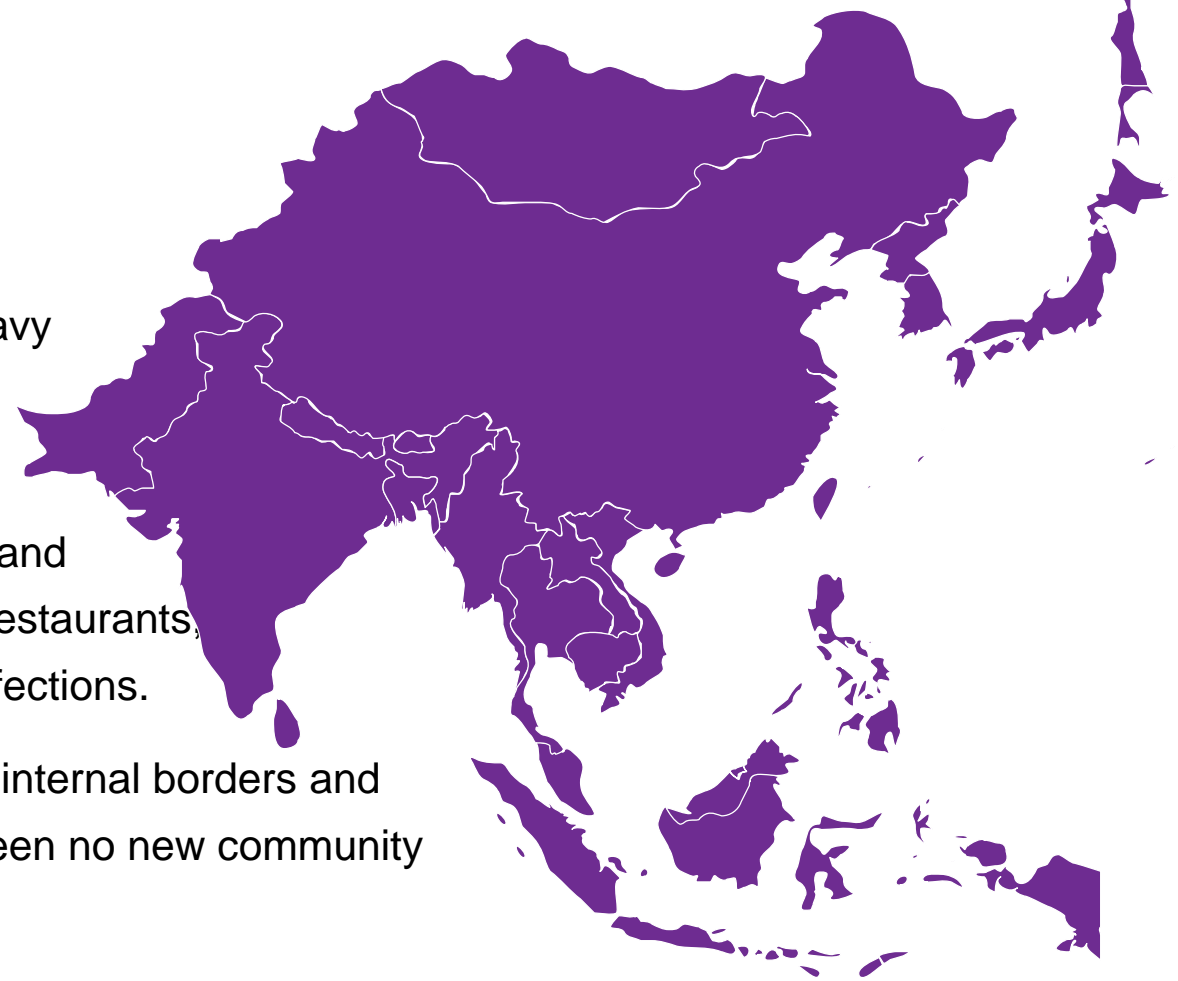 avy
and
estaurants,
fections.
internal borders and
een no new community